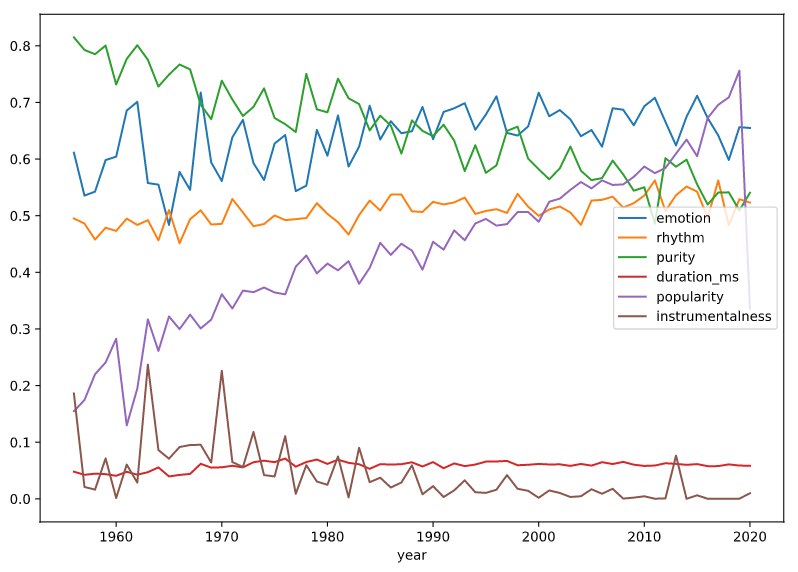 0.8
0.7
0.6
0.5
0.4
0.3
0.2
0.1
0.0
emotion
rhythm
purity
duration_ms
popularity
instrumentalness
1960 1970 1980 1990 2000 2010 2020
year